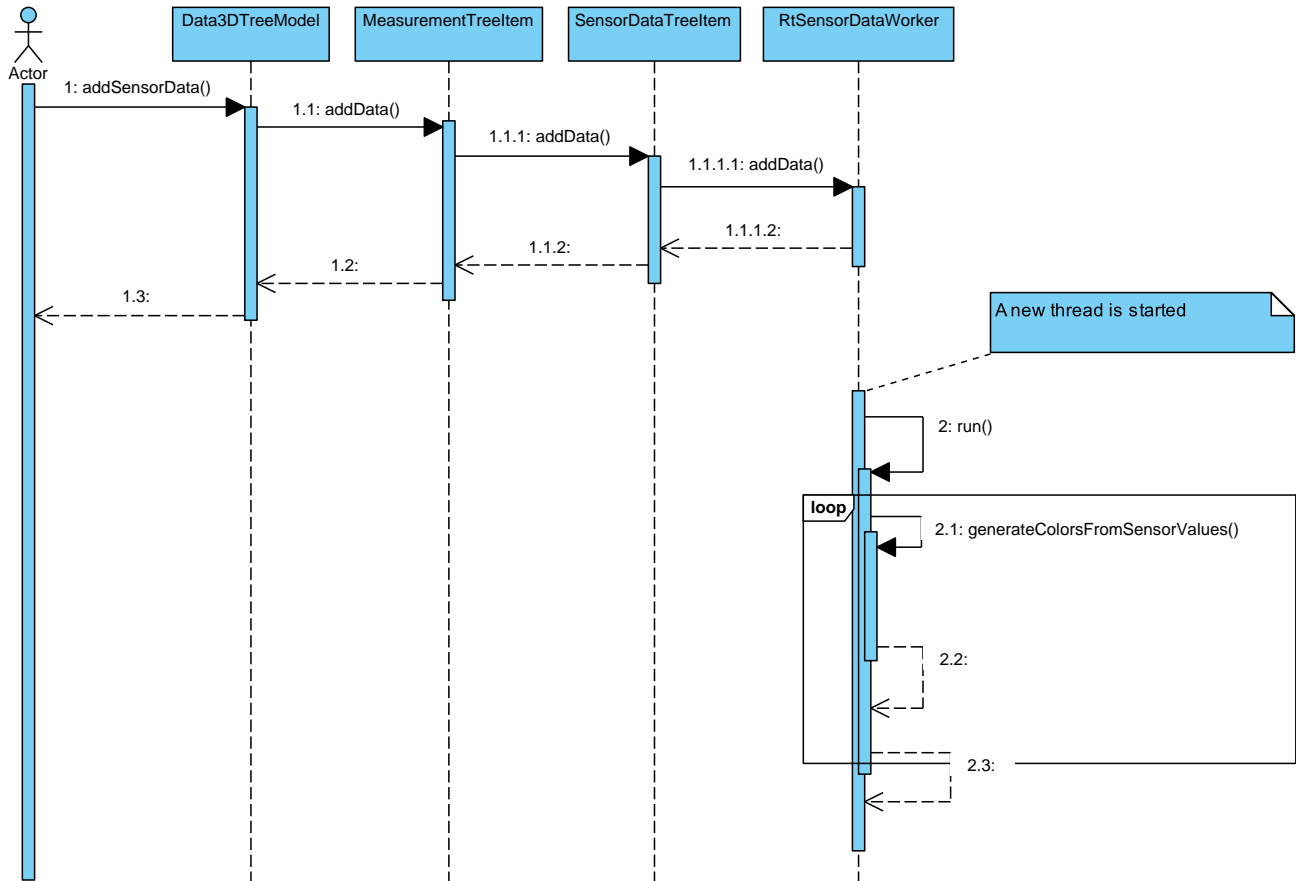 Data3DTreeModel
MeasurementTreeItem
SensorDataTreeItem
RtSensorDataWorker
Actor
1: addSensorData()
1.1: addData()
1.1.1: addData()
1.1.1.1: addData()
1.1.1.2:
1.1.2:
1.2:
1.3:
A new thread is started
2: run()
loop
2.1: generateColorsFromSensorValues()
2.2:
2.3: